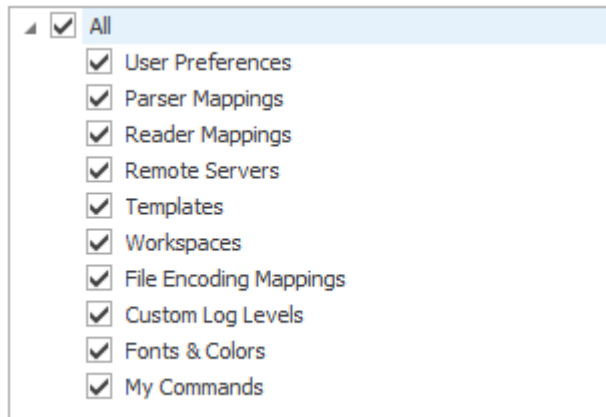 All
User Preferences
Parser Mappings
Reader Mappings
Remote Servers
Templates
Workspaces
File Encoding Mappings
Custom Log Levels
Fonts & Colors
My Commands